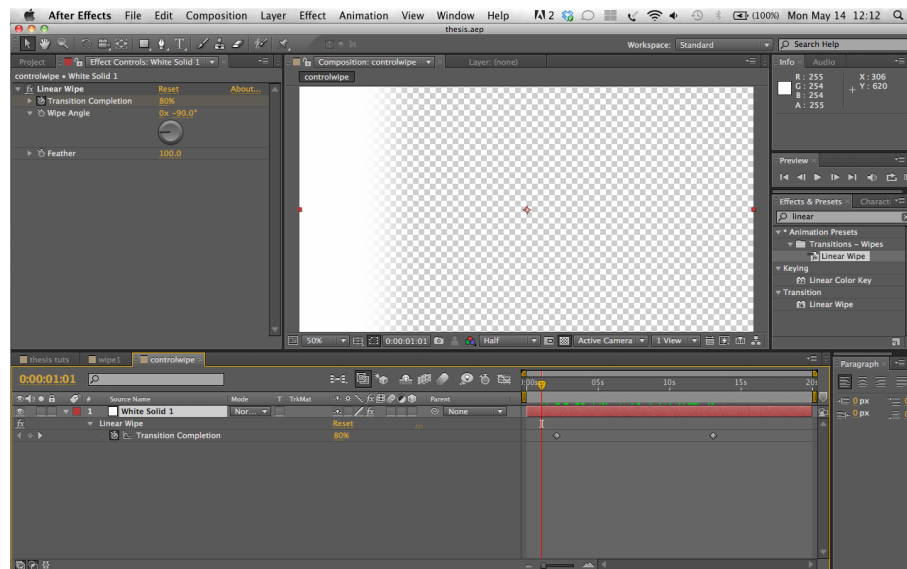 After Effects File Edit Composition Layer Effect Animation View Window Help 2 (100%) Mon May 14 12:12
thesis.aep
Workspace: Standard Search Help
Project Effect Controls: White Solid 1 Composition: controlwipe Layer: (none) Info Audio
controlwipe • White Solid 1 controlwipe
R : 255 X : 306
G : 254 Y : 620
B : 254
A : 255
fx Linear Wipe Reset About...
Transition Completion 80%
Wipe Angle 0x -90.0°
Feather 100.0
Preview
Effects & Presets Charact
linear
* Animation Presets
Transitions - Wipes
Linear Wipe
Keying
Linear Color Key
Transition
Linear Wipe
50% 0:00:01:01 Half Active Camera 1 View
thesis tuts wipe1 controlwipe
Paragraph
0:00:01:01
05s 10s 15s
# Source Name Mode T TrkMat Parent
0 px
0 px
1 White Solid 1 Nor... None
fx Linear Wipe Reset ...
Transition Completion 80%